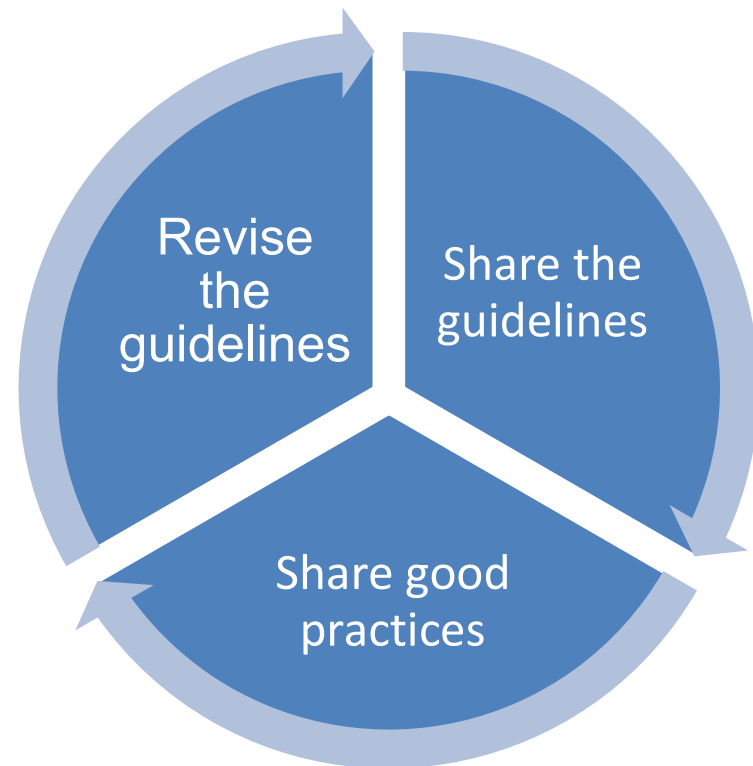 Revise
the
guidelines
Share the
guidelines
Share good
practices